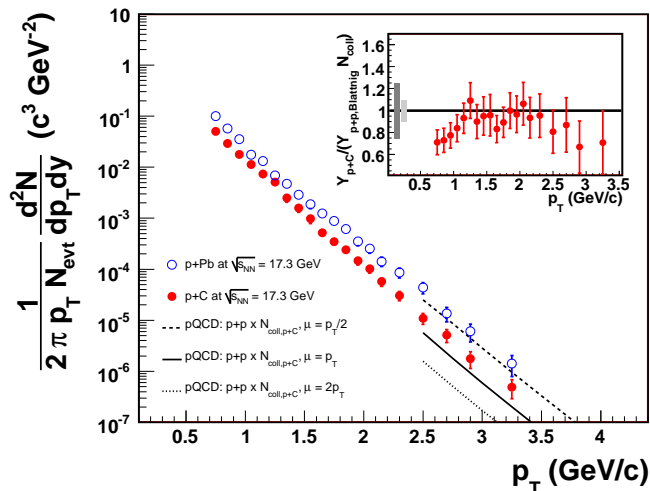 1 / (2 π p_T N_evt) d²N / (dp_T dy) (c³ GeV⁻²)
10
1
10⁻¹
10⁻²
10⁻³
10⁻⁴
10⁻⁵
10⁻⁶
10⁻⁷
Y_p+C/(Y_p+p,Blattnig N_coll)
1.6
1.4
1.2
1
0.8
0.6
0.5 1 1.5 2 2.5 3 3.5
p_T (GeV/c)
p+Pb at √s_NN = 17.3 GeV
p+C at √s_NN = 17.3 GeV
pQCD: p+p x N_coll,p+C, μ = p_T/2
pQCD: p+p x N_coll,p+C, μ = p_T
pQCD: p+p x N_coll,p+C, μ = 2p_T
0.5 1 1.5 2 2.5 3 3.5 4
p_T (GeV/c)